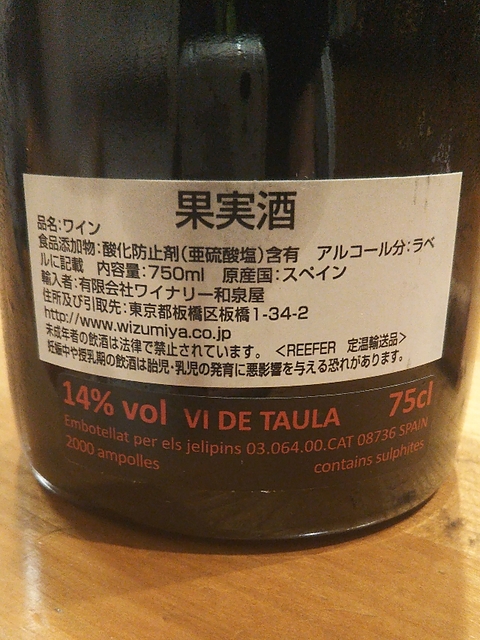 果実酒
品名:ワイン
食品添加物:酸化防止剤(亜硫酸塩)含有 アルコール分:ラベ
ルに記載 内容量:750ml 原産国:スペイン
輸入者:有限会社ワイナリー和泉屋
住所及び引取先:東京都板橋区板橋1-34-2
http://www.wizumiya.co.jp
未成年者の飲酒は法律で禁止されています。 <REEFER 定温輸送品>
妊娠中や授乳期の飲酒は胎児・乳児の発育に悪影響を与える恐れがあります。
14% vol VI DE TAULA 75cl
Embotellat per els jelipins 03.064.00.CAT 08736 SPAIN
2000 ampolles contains sulphites